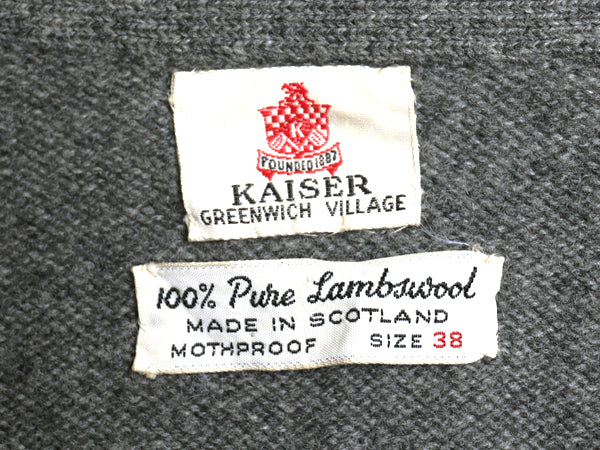 K
FOUNDED 1887
KAISER
GREENWICH VILLAGE
100% Pure Lambswool
MADE IN SCOTLAND
MOTHPROOF SIZE 38